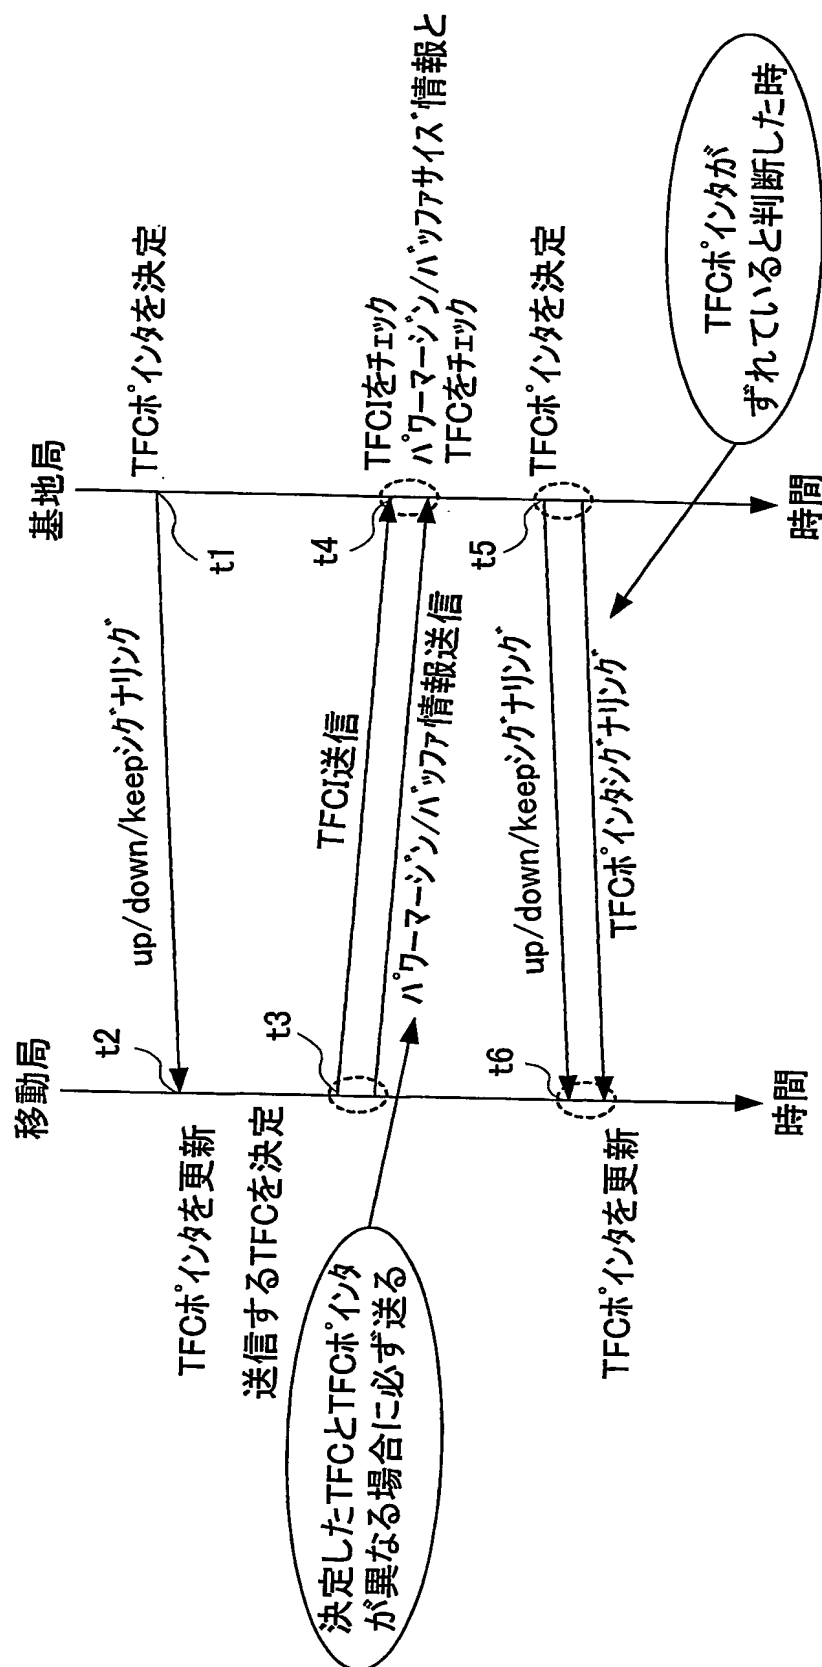 基地局
移動局
TFCポインタを決定
t1
up/down/keepシグナリング
t2
TFCポインタを更新
送信するTFCを決定
t3
TFCI送信
パワーマージン/バッファ情報送信
t4
TFCIをチェック
パワーマージン/バッファサイズ情報と
TFCをチェック
決定したTFCとTFCポインタ
が異なる場合に必ず送る
TFCポインタを決定
t5
up/down/keepシグナリング
TFCポインタシグナリング
t6
TFCポインタを更新
TFCポインタが
ずれていると判断した時
時間
時間